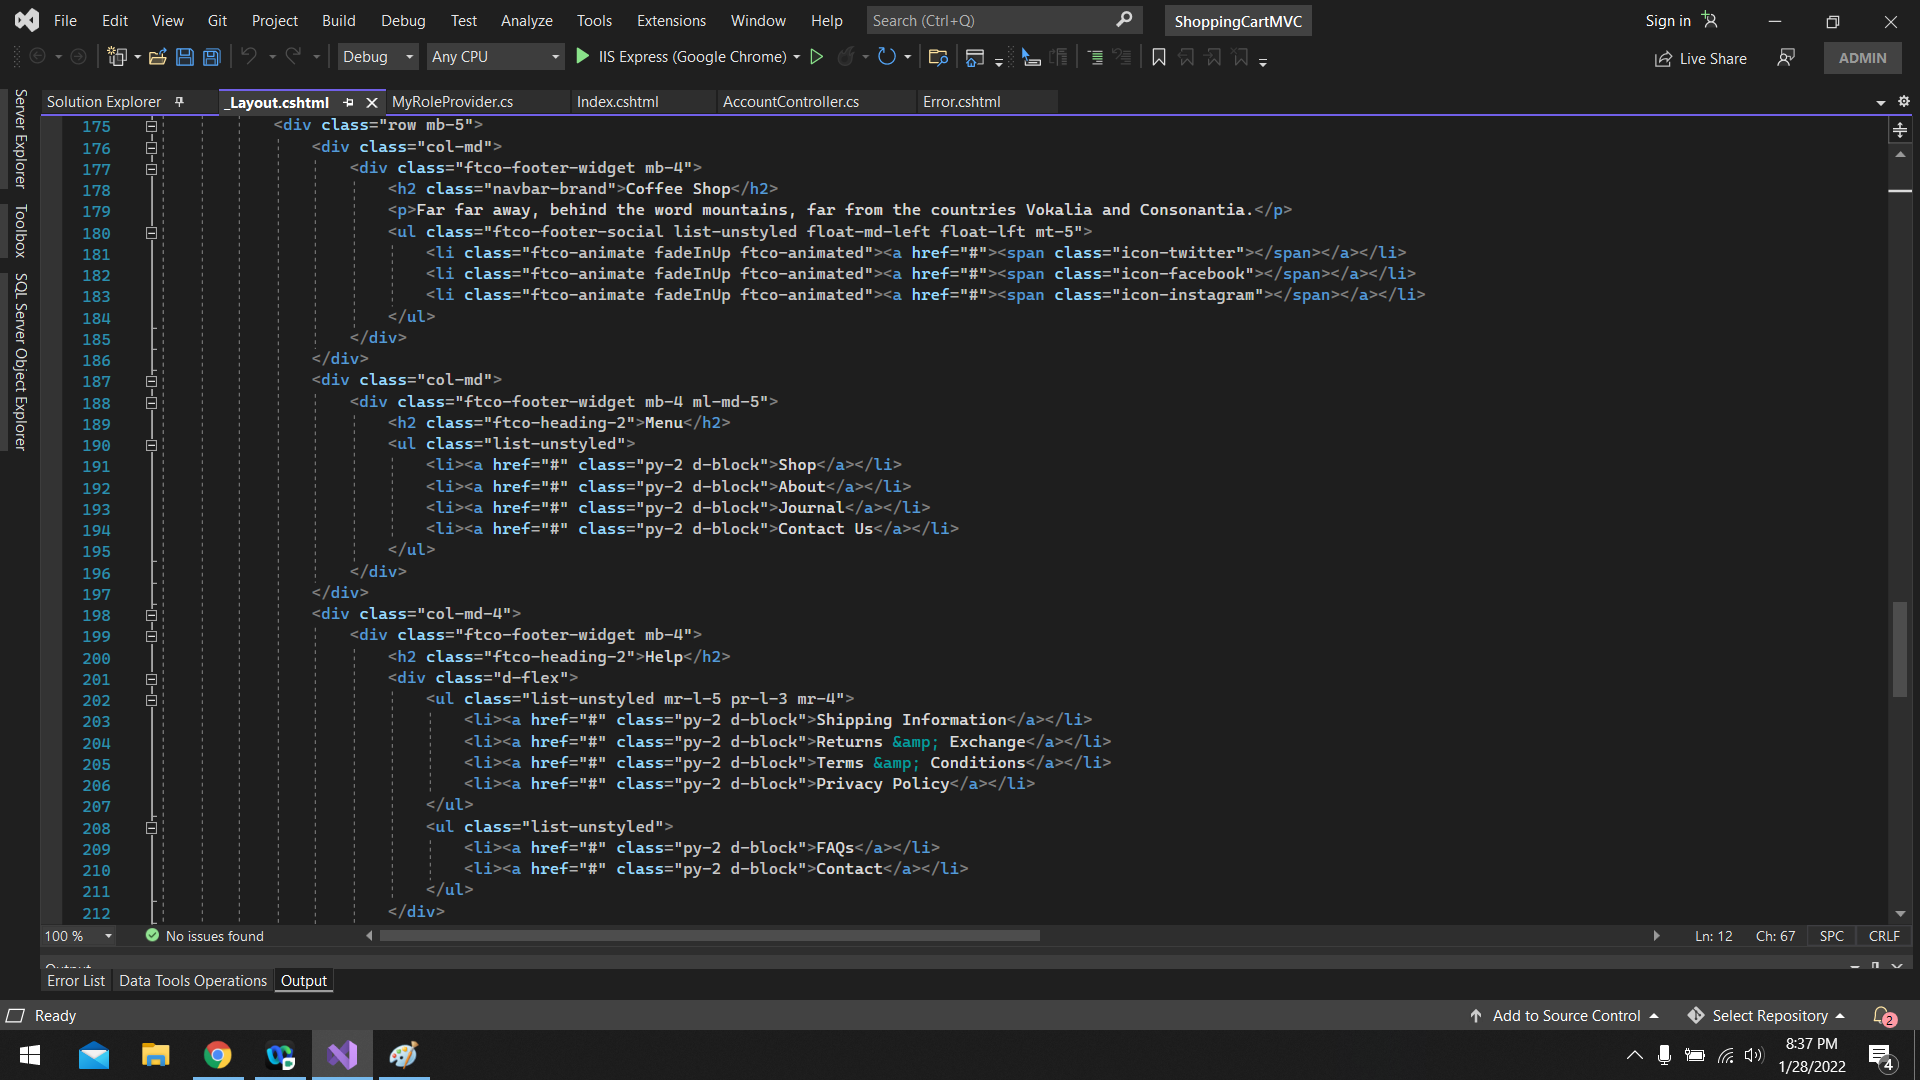 File Edit View Git Project Build Debug Test Analyze Tools Extensions Window Help Search (Ctrl+Q) ShoppingCartMVC Sign in
Debug Any CPU IIS Express (Google Chrome) Live Share ADMIN
Server Explorer
Toolbox
SQL Server Object Explorer
Solution Explorer _Layout.cshtml MyRoleProvider.cs Index.cshtml AccountController.cs Error.cshtml
175 <div class="row mb-5">
176 <div class="col-md">
177 <div class="ftco-footer-widget mb-4">
178 <h2 class="navbar-brand">Coffee Shop</h2>
179 <p>Far far away, behind the word mountains, far from the countries Vokalia and Consonantia.</p>
180 <ul class="ftco-footer-social list-unstyled float-md-left float-lft mt-5">
181 <li class="ftco-animate fadeInUp ftco-animated"><a href="#"><span class="icon-twitter"></span></a></li>
182 <li class="ftco-animate fadeInUp ftco-animated"><a href="#"><span class="icon-facebook"></span></a></li>
183 <li class="ftco-animate fadeInUp ftco-animated"><a href="#"><span class="icon-instagram"></span></a></li>
184 </ul>
185 </div>
186 </div>
187 <div class="col-md">
188 <div class="ftco-footer-widget mb-4 ml-md-5">
189 <h2 class="ftco-heading-2">Menu</h2>
190 <ul class="list-unstyled">
191 <li><a href="#" class="py-2 d-block">Shop</a></li>
192 <li><a href="#" class="py-2 d-block">About</a></li>
193 <li><a href="#" class="py-2 d-block">Journal</a></li>
194 <li><a href="#" class="py-2 d-block">Contact Us</a></li>
195 </ul>
196 </div>
197 </div>
198 <div class="col-md-4">
199 <div class="ftco-footer-widget mb-4">
200 <h2 class="ftco-heading-2">Help</h2>
201 <div class="d-flex">
202 <ul class="list-unstyled mr-l-5 pr-l-3 mr-4">
203 <li><a href="#" class="py-2 d-block">Shipping Information</a></li>
204 <li><a href="#" class="py-2 d-block">Returns &amp; Exchange</a></li>
205 <li><a href="#" class="py-2 d-block">Terms &amp; Conditions</a></li>
206 <li><a href="#" class="py-2 d-block">Privacy Policy</a></li>
207 </ul>
208 <ul class="list-unstyled">
209 <li><a href="#" class="py-2 d-block">FAQs</a></li>
210 <li><a href="#" class="py-2 d-block">Contact</a></li>
211 </ul>
212 </div>
100 % No issues found Ln: 12 Ch: 67 SPC CRLF
Output
Error List Data Tools Operations Output
Ready Add to Source Control Select Repository 2
8:37 PM
1/28/2022 4